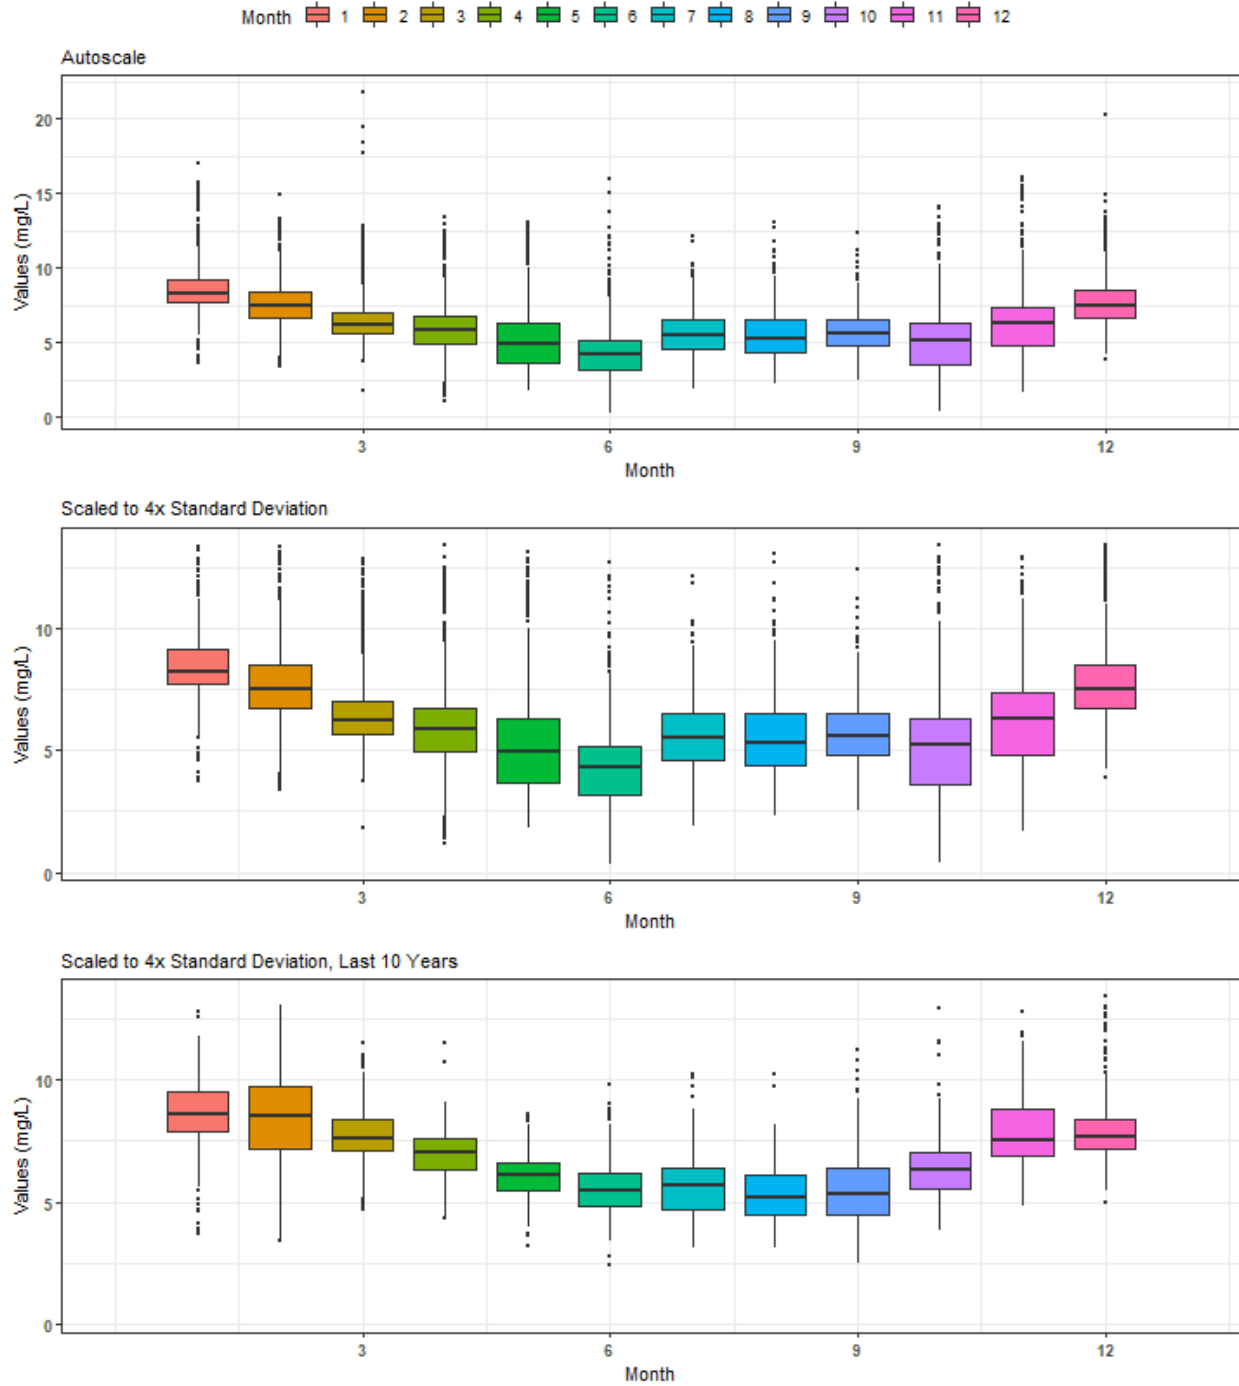 Month 1 2 3 4 5 6 7 8 9 10 11 12
Autoscale
Values (mg/L)
20
15
10
5
0
3 6 9 12
Month
Scaled to 4x Standard Deviation
Values (mg/L)
10
5
0
3 6 9 12
Month
Scaled to 4x Standard Deviation, Last 10 Years
Values (mg/L)
10
5
0
3 6 9 12
Month